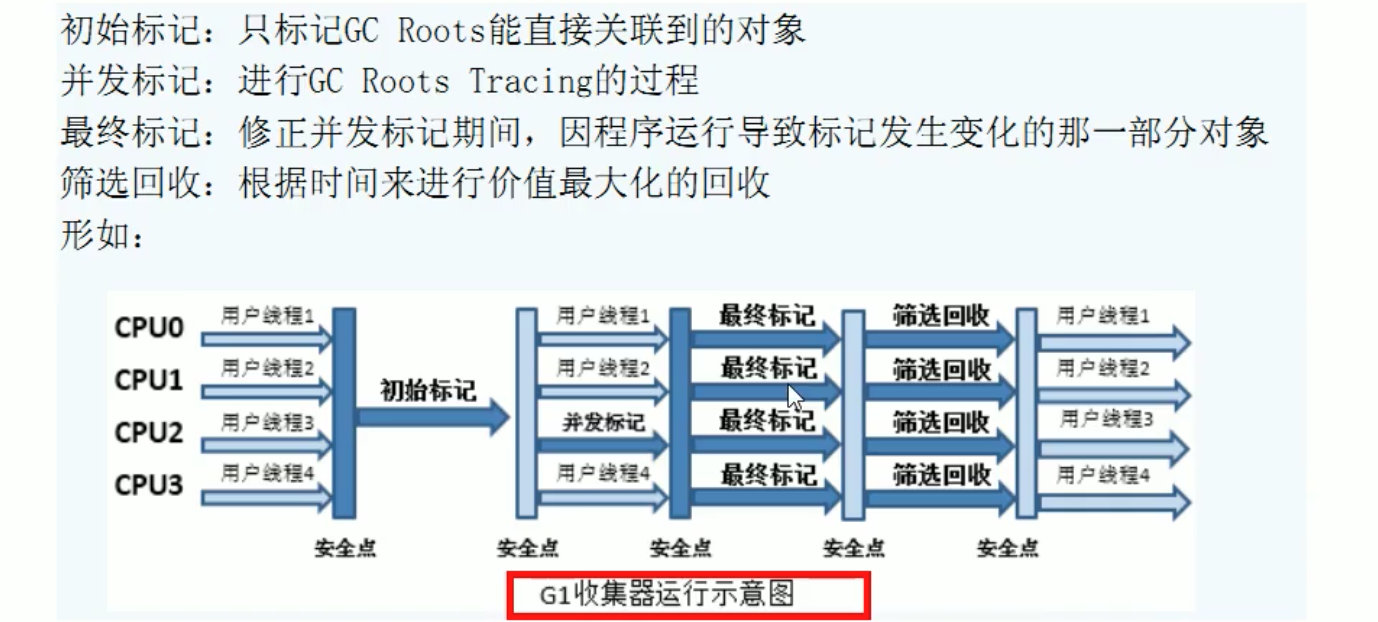 初始标记：只标记GC Roots能直接关联到的对象
并发标记：进行GC Roots Tracing的过程
最终标记：修正并发标记期间，因程序运行导致标记发生变化的那一部分对象
筛选回收：根据时间来进行价值最大化的回收
形如：
CPU0 用户线程1 用户线程1 最终标记 筛选回收 用户线程1
CPU1 用户线程2 用户线程2 最终标记 筛选回收 用户线程2
初始标记
CPU2 用户线程3 并发标记 最终标记 筛选回收 用户线程3
CPU3 用户线程4 用户线程4 最终标记 筛选回收 用户线程4
安全点 安全点 安全点 安全点 安全点
G1收集器运行示意图